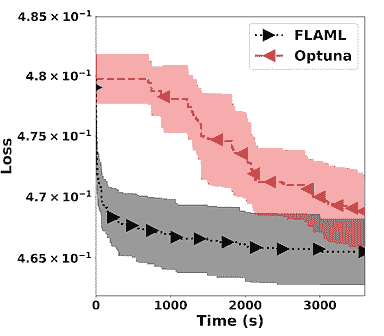 4.85 × 10⁻¹
4.8 × 10⁻¹
4.75 × 10⁻¹
4.7 × 10⁻¹
4.65 × 10⁻¹
Loss
FLAML
Optuna
0 1000 2000 3000
Time (s)